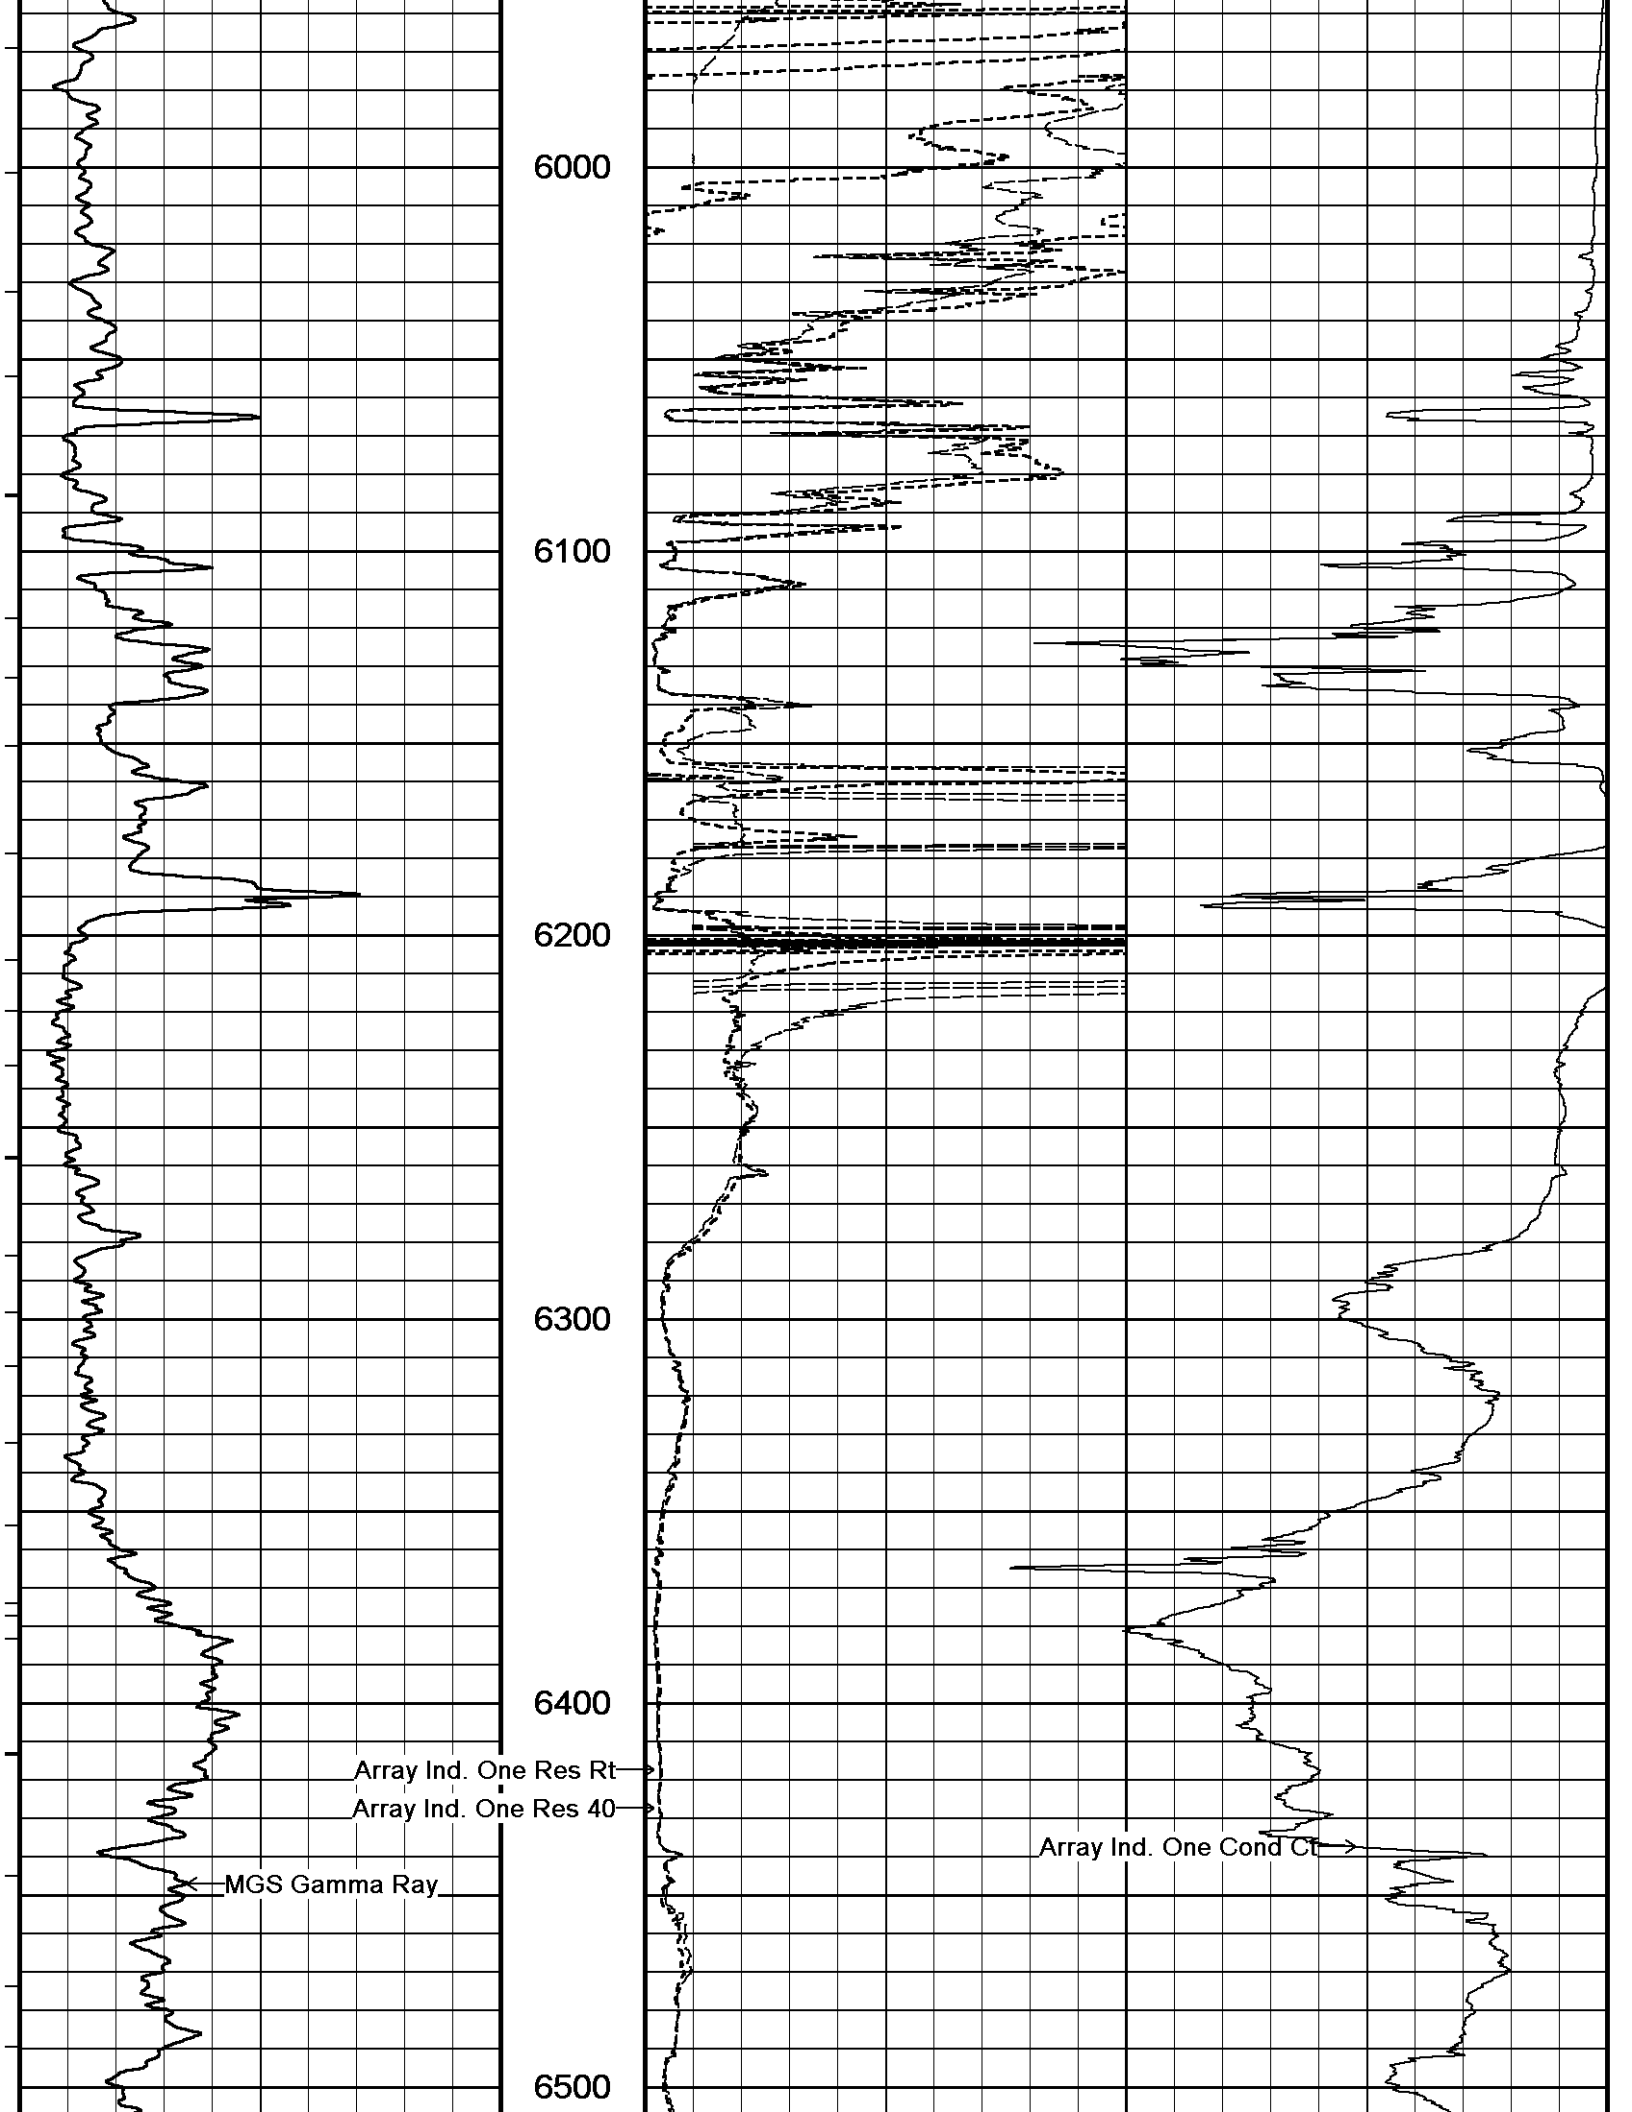 6000
6100
6200
6300
6400
Array Ind. One Res Rt
Array Ind. One Res 40
Array Ind. One Cond Ct
MGS Gamma Ray
6500